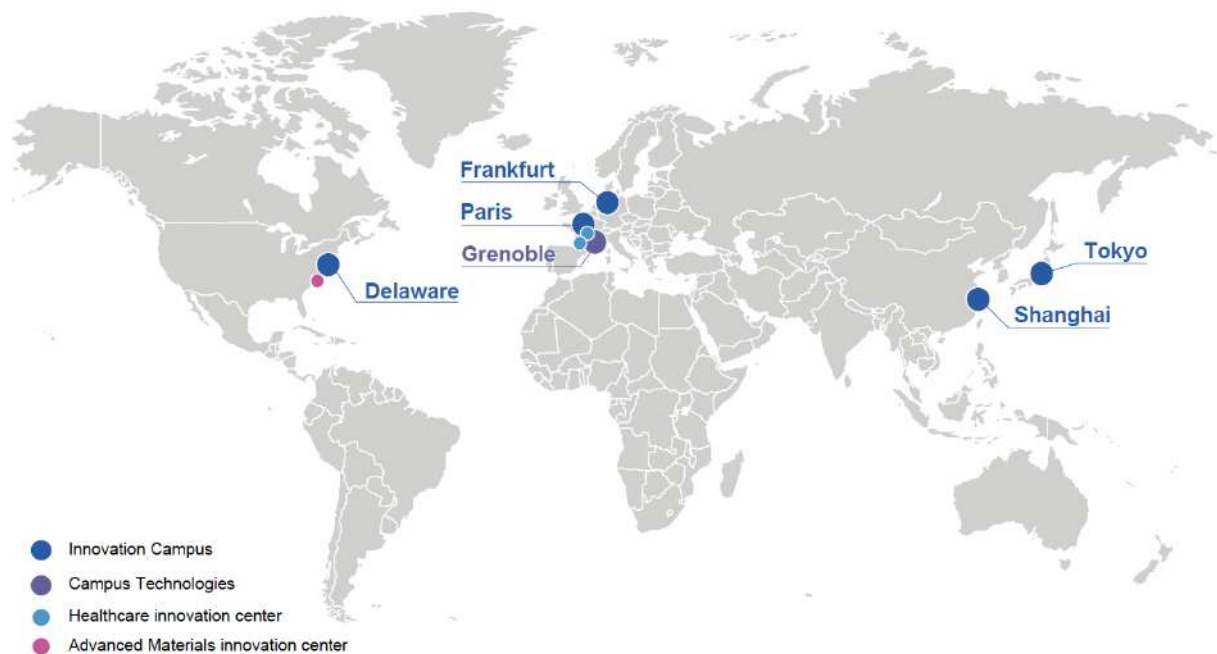 Frankfurt
Paris
Grenoble
Delaware
Tokyo
Shanghai
Innovation Campus
Campus Technologies
Healthcare innovation center
Advanced Materials innovation center